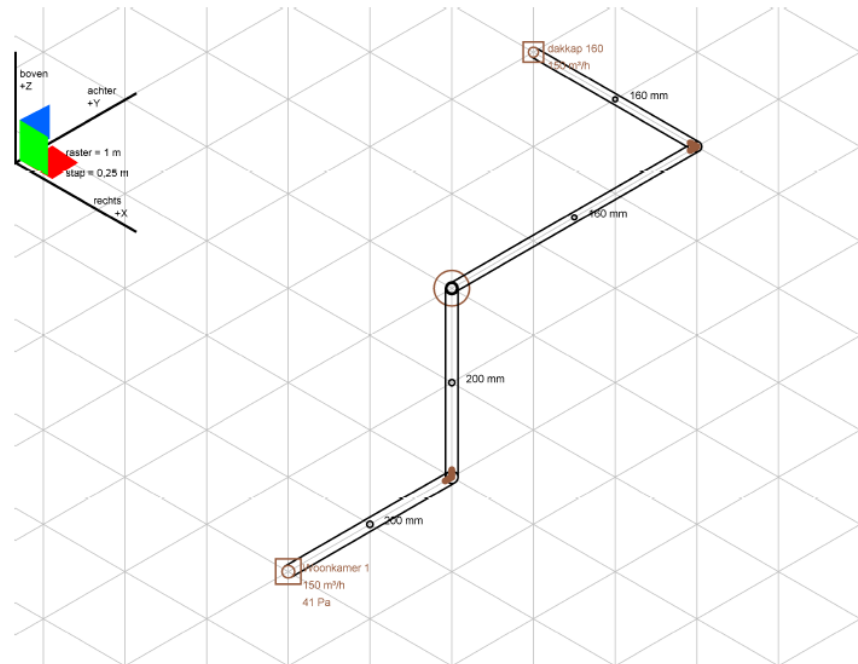 dakkap 160
150 m³/h
boven
+Z
achter
+Y
160 mm
raster = 1 m
stap = 0,25 m
rechts
+X
160 mm
200 mm
200 mm
Woonkamer 1
150 m³/h
41 Pa